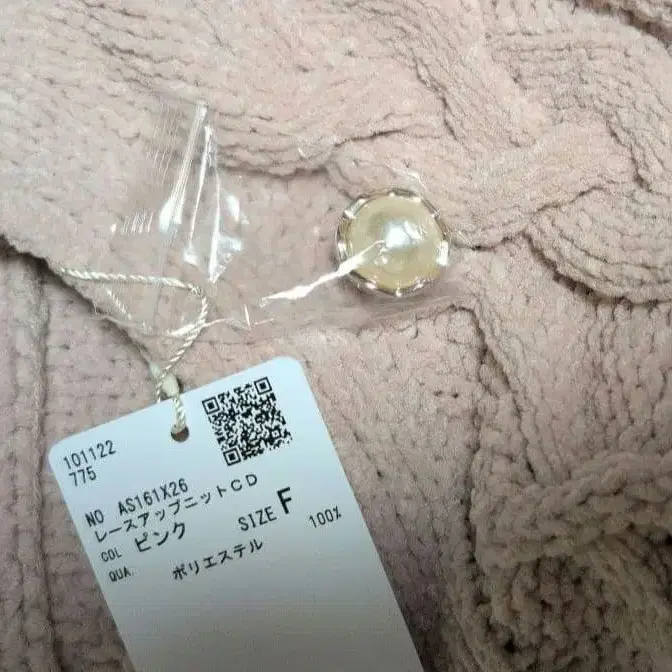 101122
775
NO AS161X26
レースアップニットCD
COL ピンク SIZE F
QUA. ポリエステル 100%